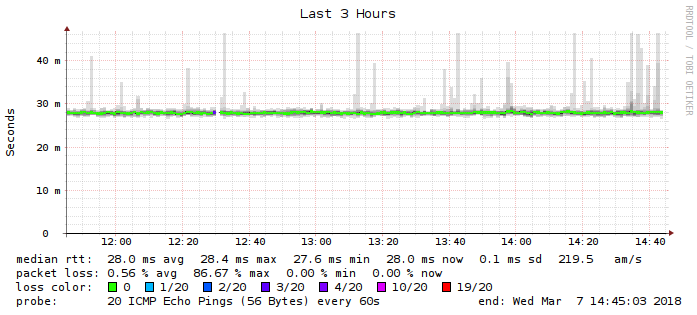 Last 3 Hours
RRDTOOL / TOBI OETIKER
Seconds
40 m
30 m
20 m
10 m
0
12:00 12:20 12:40 13:00 13:20 13:40 14:00 14:20 14:40
median rtt: 28.0 ms avg 28.4 ms max 27.6 ms min 28.0 ms now 0.1 ms sd 219.5 am/s
packet loss: 0.56 % avg 86.67 % max 0.00 % min 0.00 % now
loss color: 0 1/20 2/20 3/20 4/20 10/20 19/20
probe: 20 ICMP Echo Pings (56 Bytes) every 60s end: Wed Mar 7 14:45:03 2018